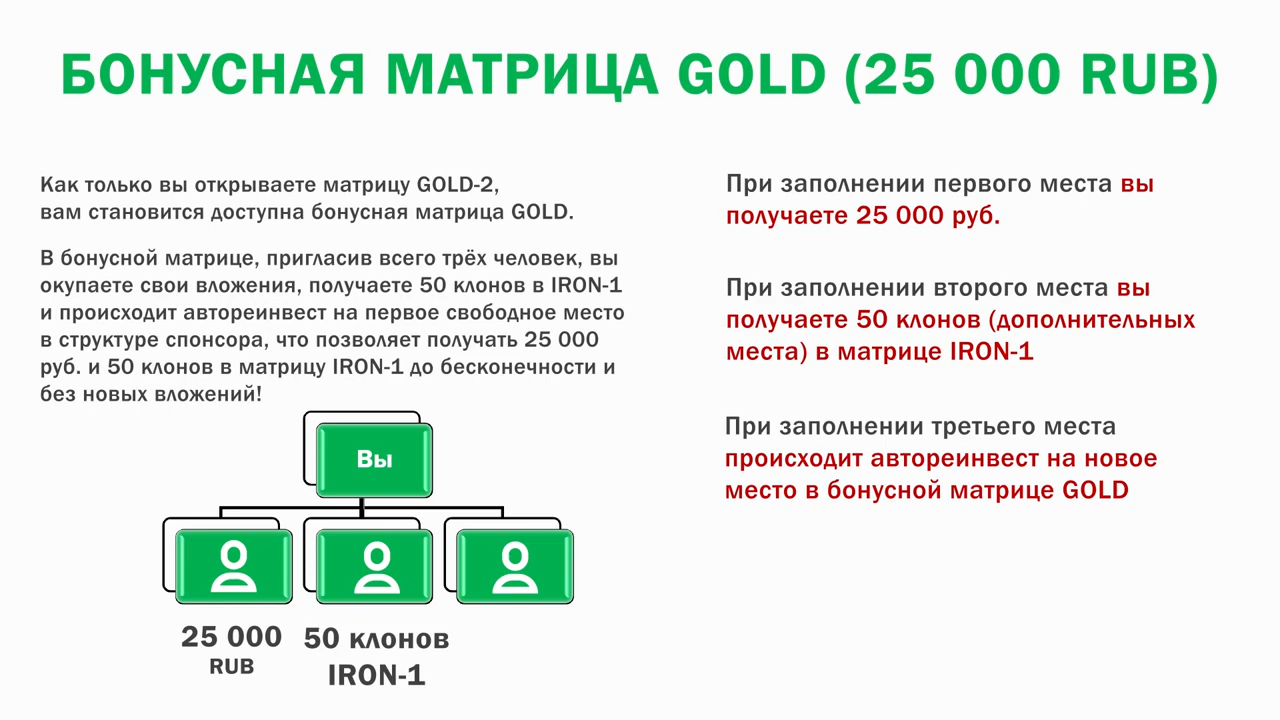 БОНУСНАЯ МАТРИЦА GOLD (25 000 RUB)
Как только вы открываете матрицу GOLD-2,
вам становится доступна бонусная матрица GOLD.
В бонусной матрице, пригласив всего трёх человек, вы
окупаете свои вложения, получаете 50 клонов в IRON-1
и происходит автореинвест на первое свободное место
в структуре спонсора, что позволяет получать 25 000
руб. и 50 клонов в матрицу IRON-1 до бесконечности и
без новых вложений!
Вы
25 000
RUB
50 клонов
IRON-1
При заполнении первого места вы
получаете 25 000 руб.
При заполнении второго места вы
получаете 50 клонов (дополнительных
места) в матрице IRON-1
При заполнении третьего места
происходит автореинвест на новое
место в бонусной матрице GOLD